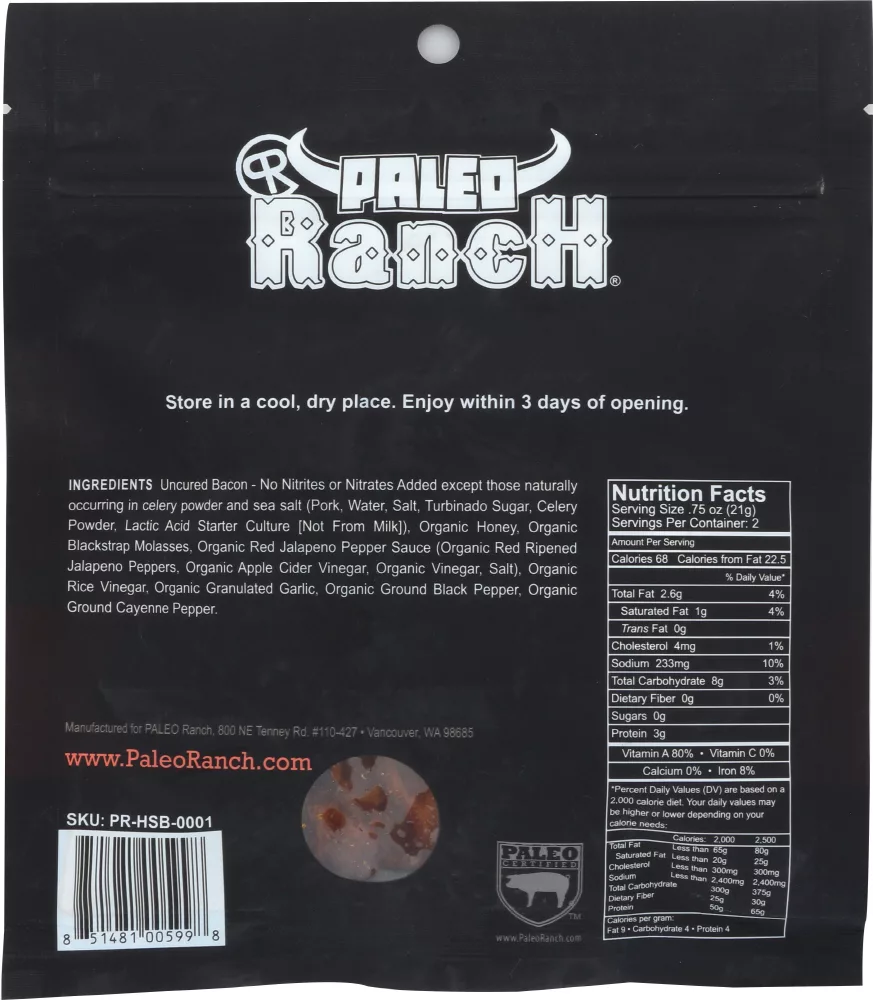 PR
PALEO
Ranch®
Store in a cool, dry place. Enjoy within 3 days of opening.
INGREDIENTS Uncured Bacon - No Nitrites or Nitrates Added except those naturally
occurring in celery powder and sea salt (Pork, Water, Salt, Turbinado Sugar, Celery
Powder, Lactic Acid Starter Culture [Not From Milk]), Organic Honey, Organic
Blackstrap Molasses, Organic Red Jalapeno Pepper Sauce (Organic Red Ripened
Jalapeno Peppers, Organic Apple Cider Vinegar, Organic Vinegar, Salt), Organic
Rice Vinegar, Organic Granulated Garlic, Organic Ground Black Pepper, Organic
Ground Cayenne Pepper.
Manufactured for PALEO Ranch, 800 NE Tenney Rd. #110-427 • Vancouver, WA 98685
www.PaleoRanch.com
SKU: PR-HSB-0001
8 51481 00599 8
PALEO
CERTIFIED
TM
www.PaleoRanch.com
Nutrition Facts
Serving Size .75 oz (21g)
Servings Per Container: 2
Amount Per Serving
Calories 68 Calories from Fat 22.5
% Daily Value*
Total Fat 2.6g 4%
Saturated Fat 1g 4%
Trans Fat 0g
Cholesterol 4mg 1%
Sodium 233mg 10%
Total Carbohydrate 8g 3%
Dietary Fiber 0g 0%
Sugars 0g
Protein 3g
Vitamin A 80% • Vitamin C 0%
Calcium 0% • Iron 8%
*Percent Daily Values (DV) are based on a
2,000 calorie diet. Your daily values may
be higher or lower depending on your
calorie needs:
Calories: 2,000 2,500
Total Fat Less than 65g 80g
Saturated Fat Less than 20g 25g
Cholesterol Less than 300mg 300mg
Sodium Less than 2,400mg 2,400mg
Total Carbohydrate 300g 375g
Dietary Fiber 25g 30g
Protein 50g 65g
Calories per gram:
Fat 9 • Carbohydrate 4 • Protein 4